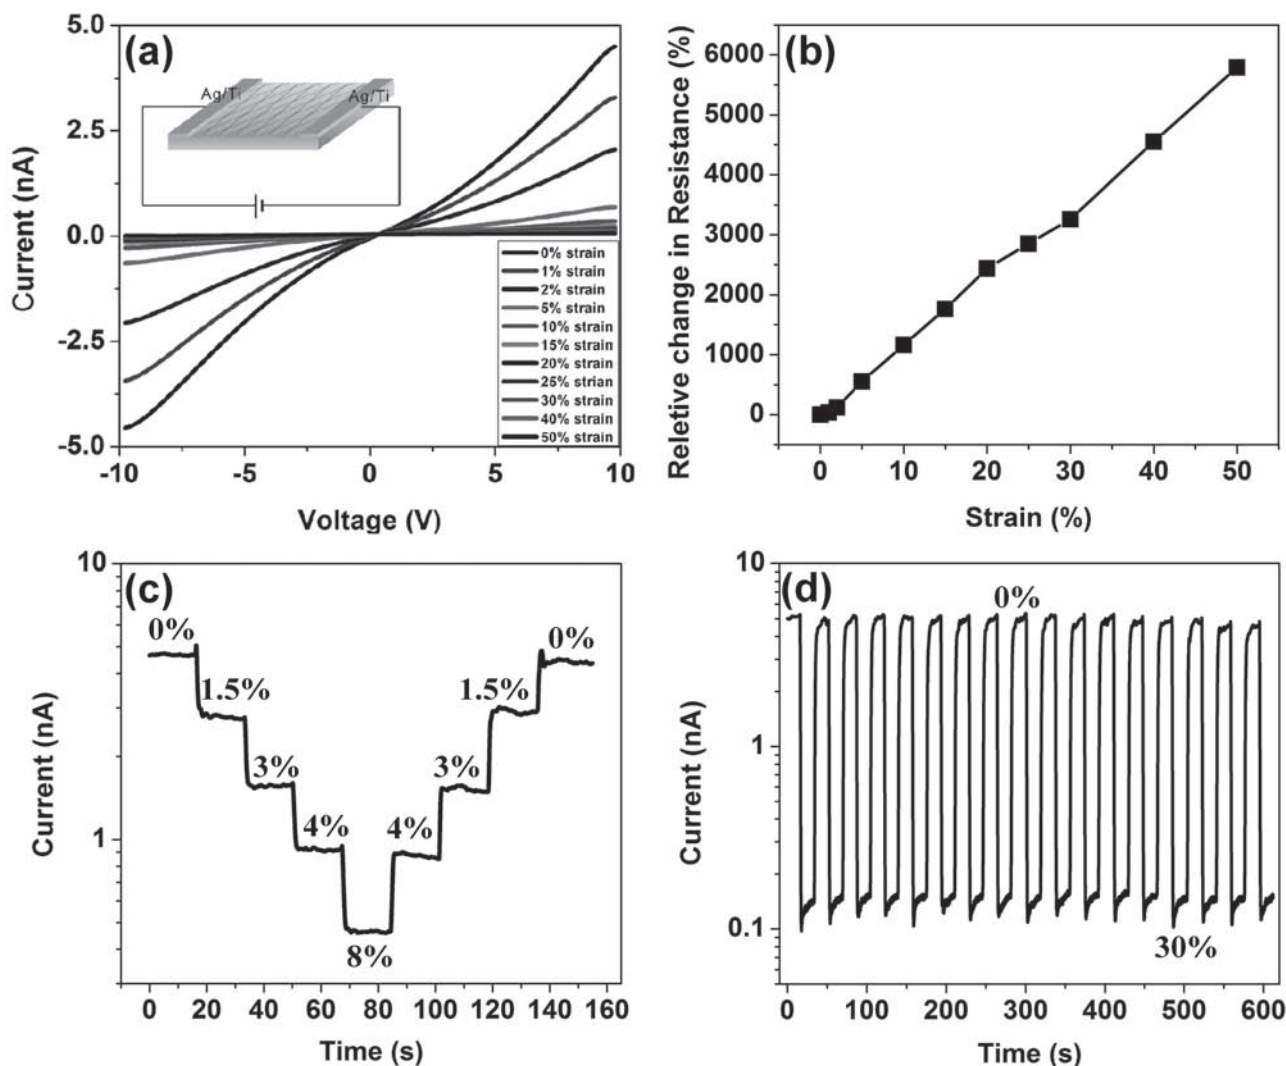 (a)
Ag/Ti
Ag/Ti
Current (nA)
5.0
2.5
0.0
-2.5
-5.0
-10
-5
0
5
10
Voltage (V)
0% strain
1% strain
2% strain
5% strain
10% strain
15% strain
20% strain
25% strian
30% strain
40% strain
50% strain
(b)
Reletive change in Resistance (%)
6000
5000
4000
3000
2000
1000
0
0
10
20
30
40
50
Strain (%)
(c)
Current (nA)
10
1
0%
1.5%
3%
4%
8%
4%
3%
1.5%
0%
0
20
40
60
80
100
120
140
160
Time (s)
(d)
Current (nA)
10
1
0.1
0%
30%
0
100
200
300
400
500
600
Time (s)